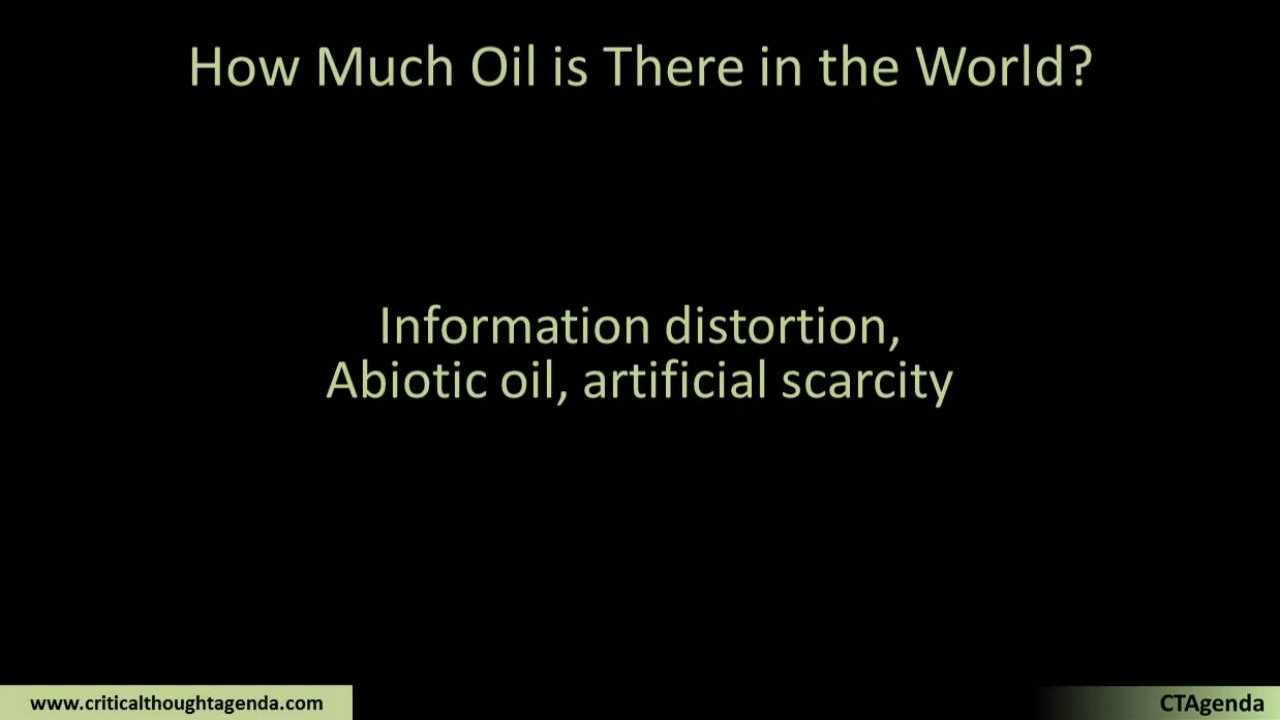 How Much Oil is There in the World?
Information distortion,
Abiotic oil, artificial scarcity
www.criticalthoughtagenda.com
CTAgenda